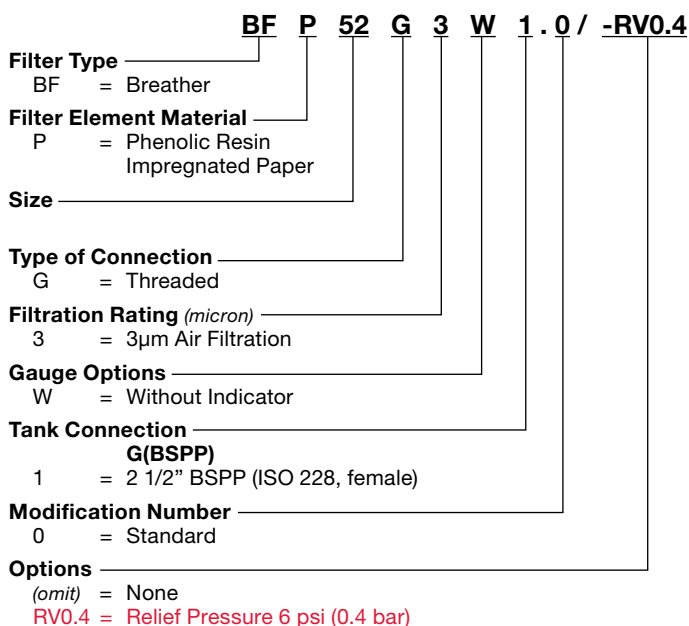 BF P 52 G 3 W 1 . 0 / -RV0.4
Filter Type
BF = Breather
Filter Element Material
P = Phenolic Resin
Impregnated Paper
Size
Type of Connection
G = Threaded
Filtration Rating (micron)
3 = 3µm Air Filtration
Gauge Options
W = Without Indicator
Tank Connection
G(BSPP)
1 = 2 1/2” BSPP (ISO 228, female)
Modification Number
0 = Standard
Options
(omit) = None
RV0.4 = Relief Pressure 6 psi (0.4 bar)